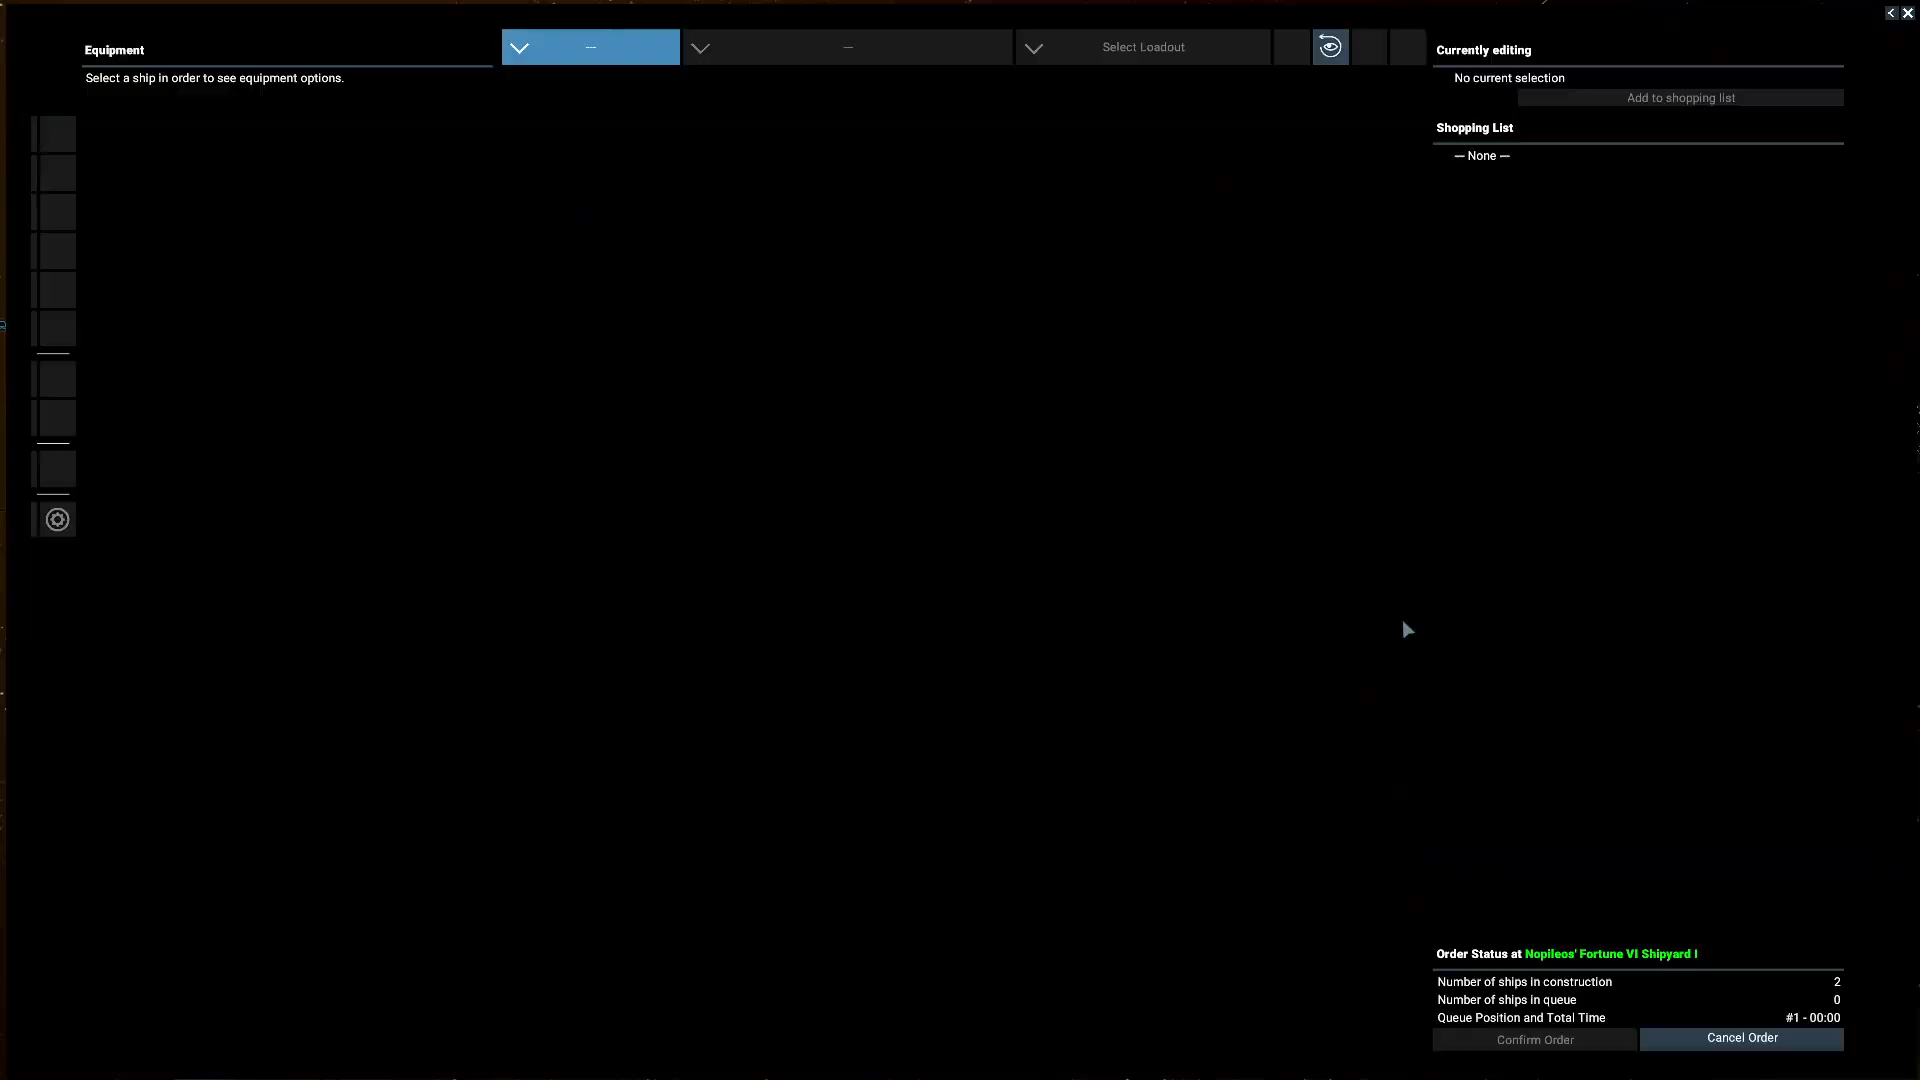 Equipment
Select a ship in order to see equipment options.
—
—
Select Loadout
Currently editing
No current selection
Add to shopping list
Shopping List
— None —
Order Status at Nopileos' Fortune VI Shipyard I
Number of ships in construction 2
Number of ships in queue 0
Queue Position and Total Time #1 - 00:00
Confirm Order
Cancel Order